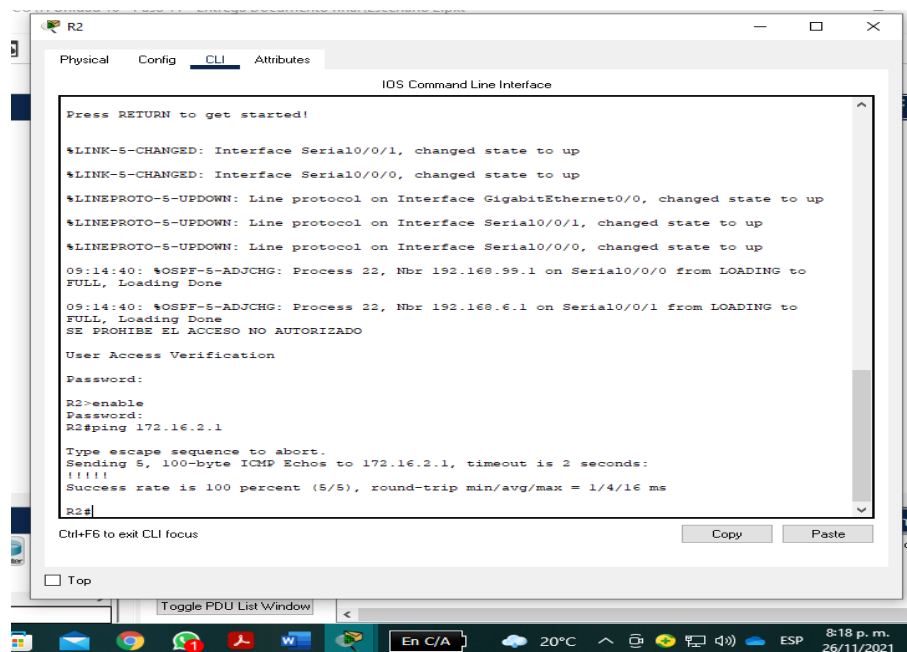 R2
Physical Config CLI Attributes
IOS Command Line Interface
Press RETURN to get started!
%LINK-5-CHANGED: Interface Serial0/0/1, changed state to up
%LINK-5-CHANGED: Interface Serial0/0/0, changed state to up
%LINEPROTO-5-UPDOWN: Line protocol on Interface GigabitEthernet0/0, changed state to up
%LINEPROTO-5-UPDOWN: Line protocol on Interface Serial0/0/1, changed state to up
%LINEPROTO-5-UPDOWN: Line protocol on Interface Serial0/0/0, changed state to up
09:14:40: %OSPF-5-ADJCHG: Process 22, Nbr 192.168.99.1 on Serial0/0/0 from LOADING to
FULL, Loading Done
09:14:40: %OSPF-5-ADJCHG: Process 22, Nbr 192.168.6.1 on Serial0/0/1 from LOADING to
FULL, Loading Done
SE PROHIBE EL ACCESO NO AUTORIZADO
User Access Verification
Password:
R2>enable
Password:
R2#ping 172.16.2.1
Type escape sequence to abort.
Sending 5, 100-byte ICMP Echos to 172.16.2.1, timeout is 2 seconds:
!!!!!
Success rate is 100 percent (5/5), round-trip min/avg/max = 1/4/16 ms
R2#
Ctrl+F6 to exit CLI focus
Copy Paste
Top
Toggle PDU List Window
En C/A 20°C ESP 8:18 p. m.
26/11/2021